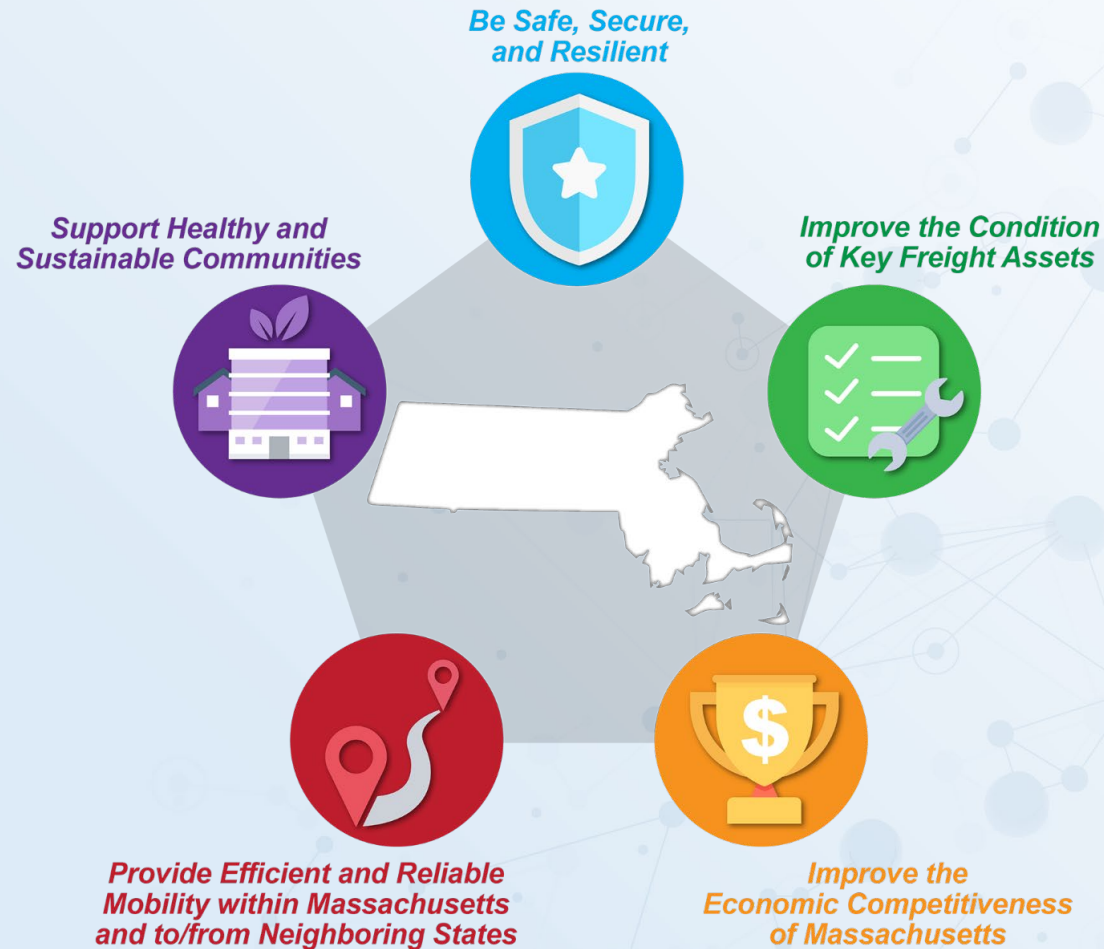 Be Safe, Secure,
and Resilient
Support Healthy and
Sustainable Communities
Improve the Condition
of Key Freight Assets
$
Provide Efficient and Reliable
Mobility within Massachusetts
and to/from Neighboring States
Improve the
Economic Competitiveness
of Massachusetts